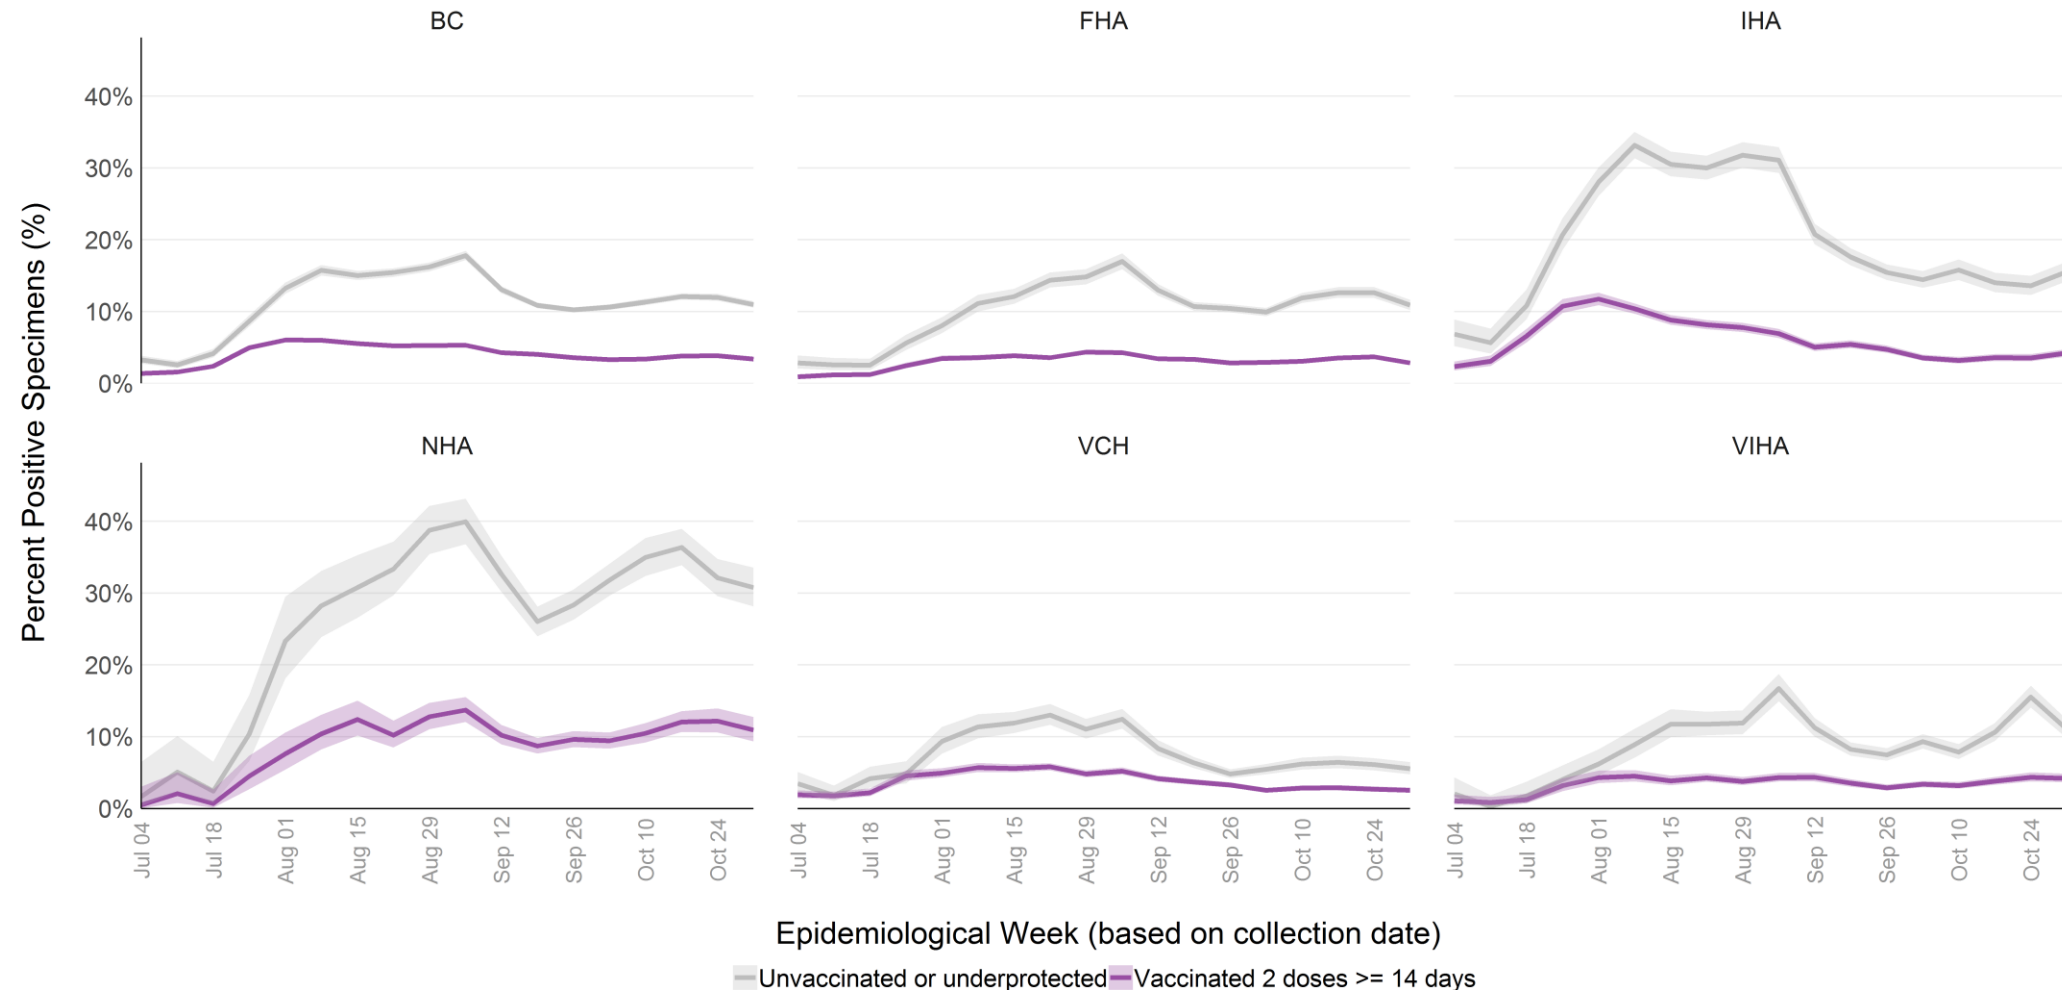 BC FHA IHA
40%
30%
20%
10%
0%
NHA VCH VIHA
40%
30%
20%
10%
0%
Percent Positive Specimens (%)
Jul 04 Jul 18 Aug 01 Aug 15 Aug 29 Sep 12 Sep 26 Oct 10 Oct 24
Jul 04 Jul 18 Aug 01 Aug 15 Aug 29 Sep 12 Sep 26 Oct 10 Oct 24
Jul 04 Jul 18 Aug 01 Aug 15 Aug 29 Sep 12 Sep 26 Oct 10 Oct 24
Epidemiological Week (based on collection date)
Unvaccinated or underprotected Vaccinated 2 doses >= 14 days